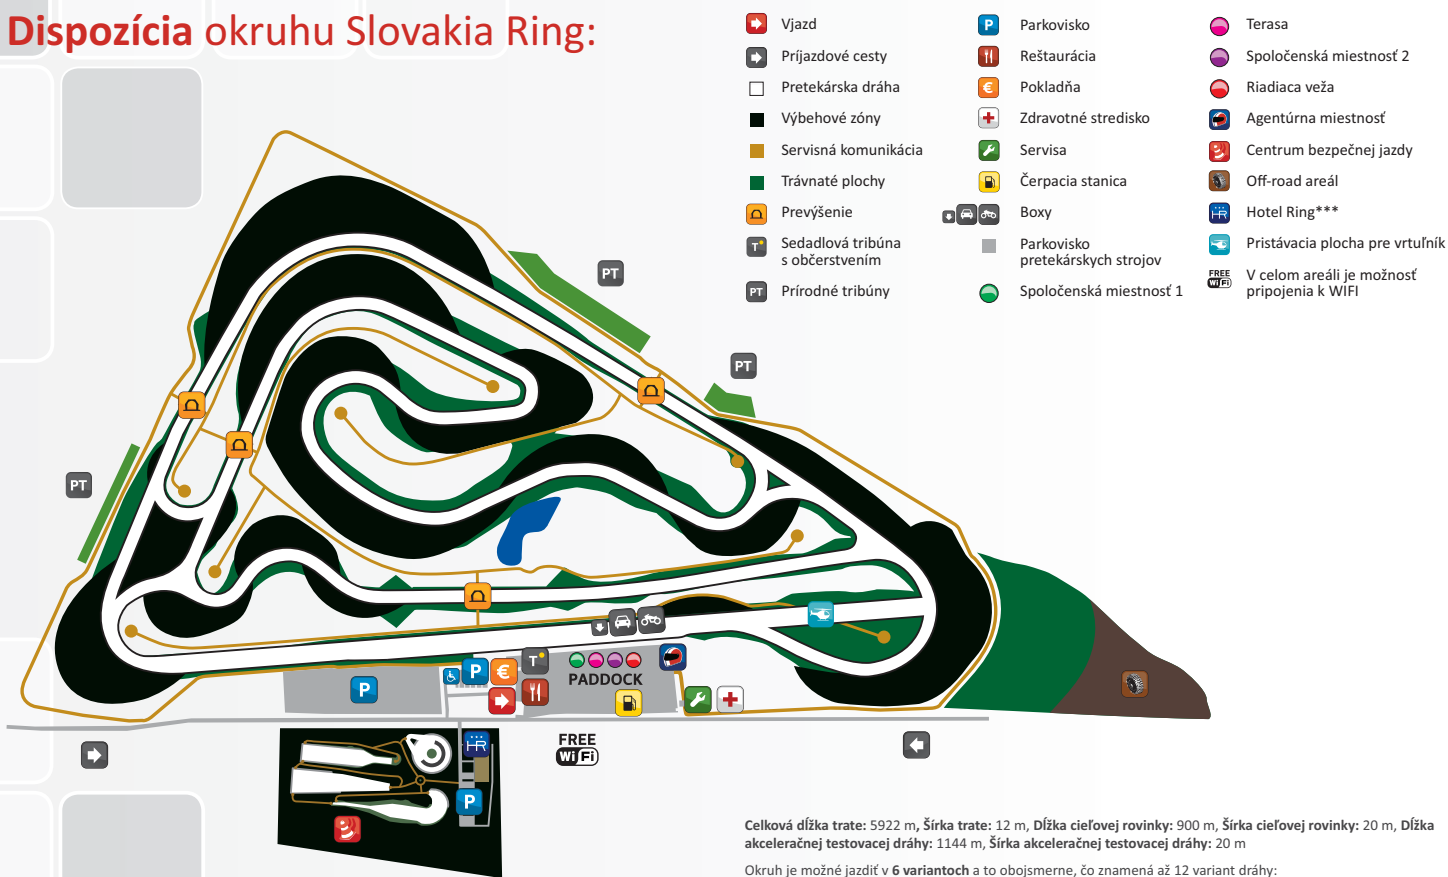 Dispozícia okruhu Slovakia Ring:
Vjazd
Príjazdové cesty
Pretekárska dráha
Výbehové zóny
Servisná komunikácia
Trávnaté plochy
Prevýšenie
T
Sedadlová tribúna
s občerstvením
PT
Prírodné tribúny
P
Parkovisko
Reštaurácia
€
Pokladňa
Zdravotné stredisko
Servisa
Čerpacia stanica
Boxy
Parkovisko
pretekárskych strojov
Spoločenská miestnosť 1
Terasa
Spoločenská miestnosť 2
Riadiaca veža
Agentúrna miestnosť
Centrum bezpečnej jazdy
Off-road areál
HR
Hotel Ring***
Pristávacia plocha pre vrtuľník
FREE
WiFi
V celom areáli je možnosť
pripojenia k WIFI
PT
PT
PT
P
P
€
T
PADDOCK
HR
P
FREE
WiFi
Celková dĺžka trate: 5922 m, Šírka trate: 12 m, Dĺžka cieľovej rovinky: 900 m, Šírka cieľovej rovinky: 20 m, Dĺžka
akceleračnej testovacej dráhy: 1144 m, Šírka akceleračnej testovacej dráhy: 20 m
Okruh je možné jazdiť v 6 variantoch a to obojsmerne, čo znamená až 12 variant dráhy: